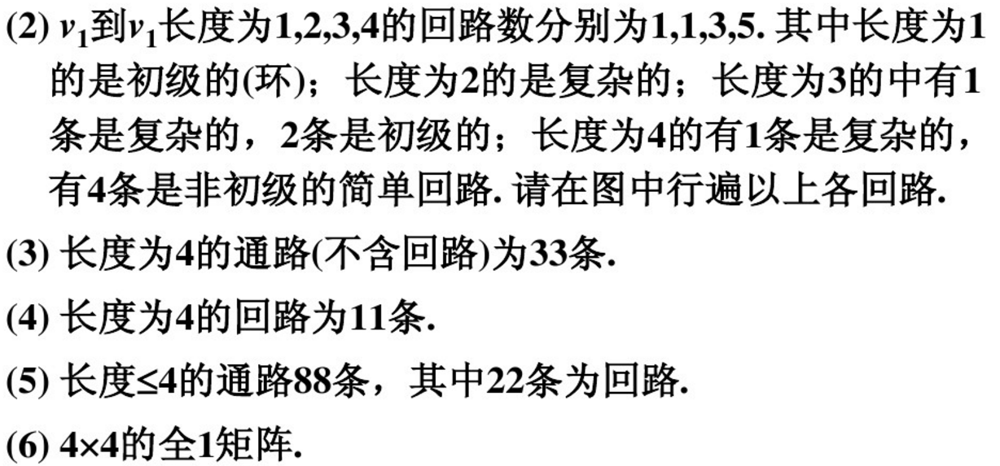 (2) v₁到v₁长度为1,2,3,4的回路数分别为1,1,3,5. 其中长度为1
的是初级的(环)；长度为2的是复杂的；长度为3的中有1
条是复杂的，2条是初级的；长度为4的有1条是复杂的，
有4条是非初级的简单回路. 请在图中行遍以上各回路.
(3) 长度为4的通路(不含回路)为33条.
(4) 长度为4的回路为11条.
(5) 长度≤4的通路88条，其中22条为回路.
(6) 4×4的全1矩阵.